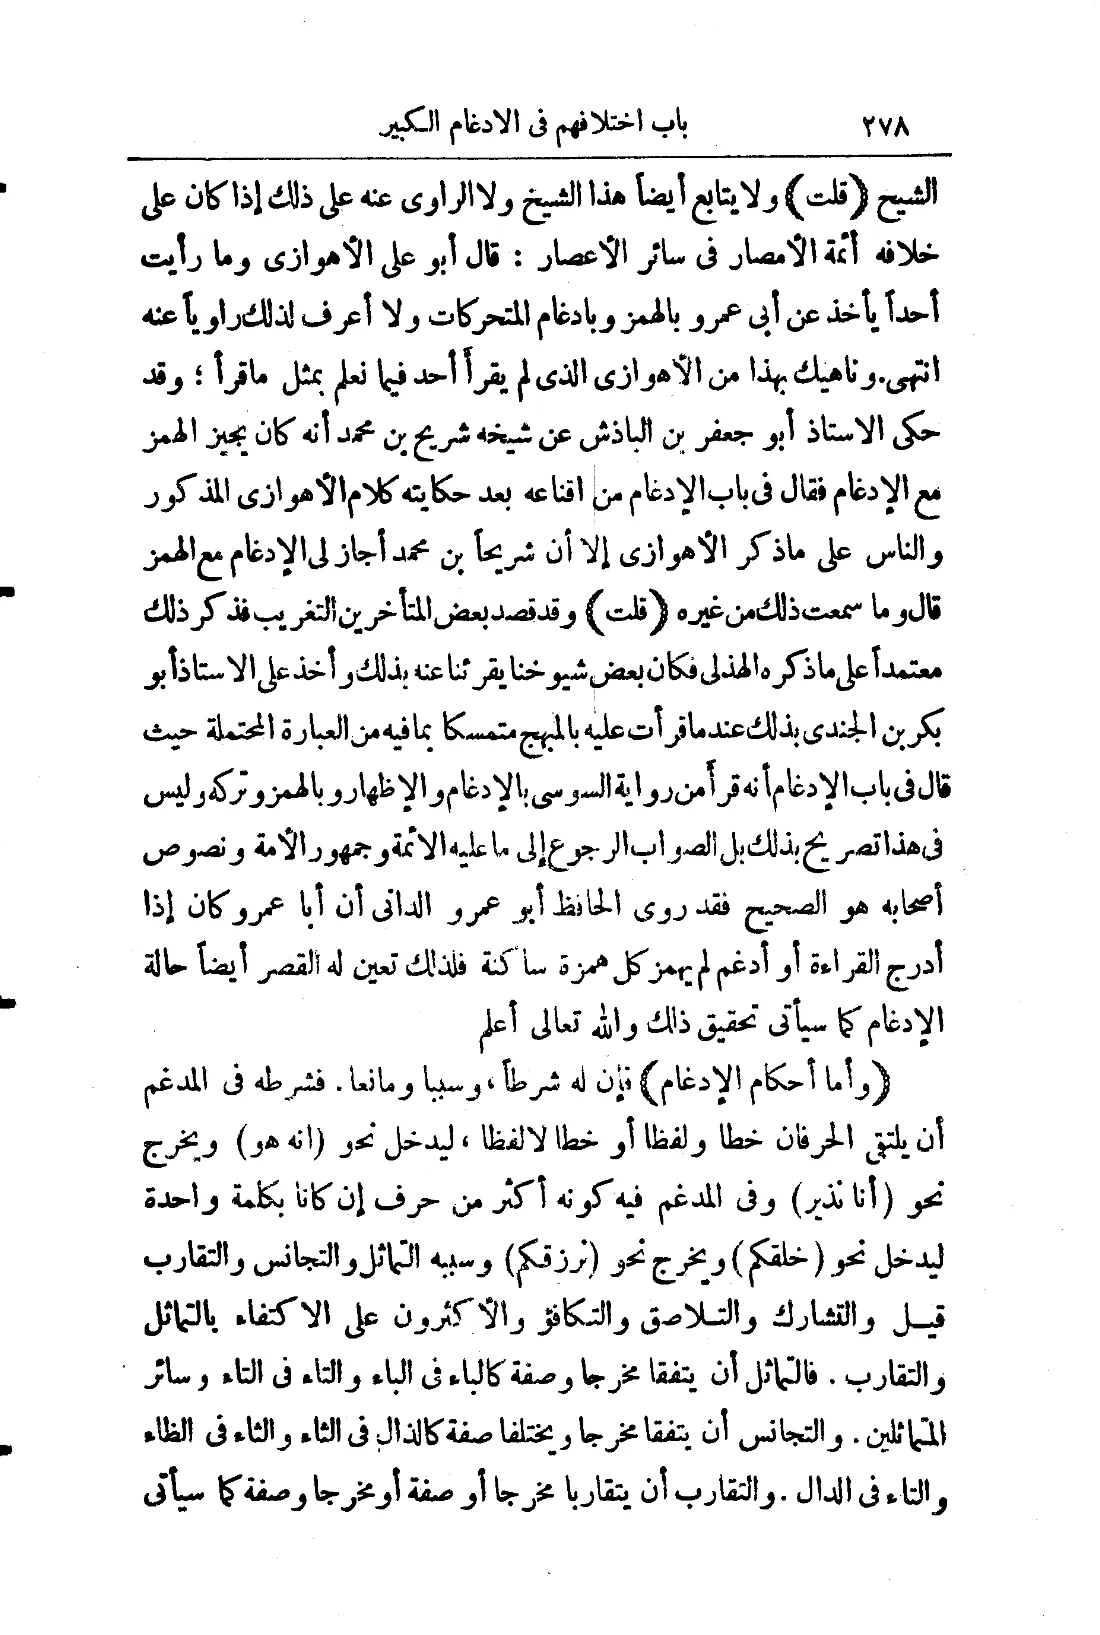 ٢٧٨ باب اختلافهم فى الادغام الكبير
الشيخ (قلت) ولا يتابع أيضاً هذا الشيخ ولا الراوى عنه على ذلك إذا كان على
خلافه أئمة الأمصار فى سائر الأعصار : قال أبو على الأهوازى وما رأيت
أحداً يأخذ عن أبى عمرو بالهمز وبادغام المتحركات ولا أعرف لذلك راوياً عنه
انتهى. وناهيك بهذا من الأهوازى الذى لم يقرأ أحد فيما نعلم بمثل ماقرأ ؛ وقد
حكى الاستاذ أبو جعفر بن الباذش عن شيخه شريح بن محمد أنه كان يجيز الهمز
مع الإدغام فقال فى باب الإدغام من اقناعه بعد حكايته كلام الأهوازى المذكور
والناس على ماذكر الأهوازى إلا أن شريحاً بن محمد أجاز لى الإدغام مع الهمز
قال وما سمعت ذلك من غيره (قلت) وقد قصد بعض المتأخرين التغريب فذكر ذلك
معتمداً على ماذكره الهذلى فكان بعض شيوخنا يقرئنا عنه بذلك وأخذ على الاستاذ أبو
بكر بن الجندى بذلك عند ماقرأت عليه بالمبهج متمسكا بما فيه من العبارة المحتملة حيث
قال فى باب الإدغام أنه قرأ من رواية السوسى بالإدغام والإظهار وبالهمز وتركه وليس
فى هذا تصريح بذلك بل الصواب الرجوع إلى ما عليه الأئمة وجمهور الأمة ونصوص
أصحابه هو الصحيح فقد روى الحافظ أبو عمرو الدانى أن أبا عمرو كان إذا
أدرج القراءة أو أدغم لم يهمز كل همزة ساكنة فلذلك تعين له القصر أيضاً حالة
الإدغام كما سيأتى تحقيق ذلك والله تعالى أعلم
(وأما أحكام الإدغام) فإن له شرطاً، وسببا ومانعا. فشرطه فى المدغم
أن يلتقى الحرفان خطا ولفظا أو خطا لا لفظا ، ليدخل نحو (انه هو) ويخرج
نحو (أنا نذير) وفى المدغم فيه كونه أكثر من حرف إن كانا بكلمة واحدة
ليدخل نحو (خلقكم) ويخرج نحو (نرزقكم) وسببه التماثل والتجانس والتقارب
قيل والتشارك والتلاصق والتكافؤ والأكثرون على الاكتفاء بالتماثل
والتقارب . فالتماثل أن يتفقا مخرجا وصفة كالباء فى الباء والتاء فى التاء وسائر
المتماثلين . والتجانس أن يتفقا مخرجا ويختلفا صفة كالذال فى الثاء والثاء فى الظاء
والتاء فى الدال . والتقارب أن يتقاربا مخرجا أو صفة أو مخرجا وصفة كما سيأتى